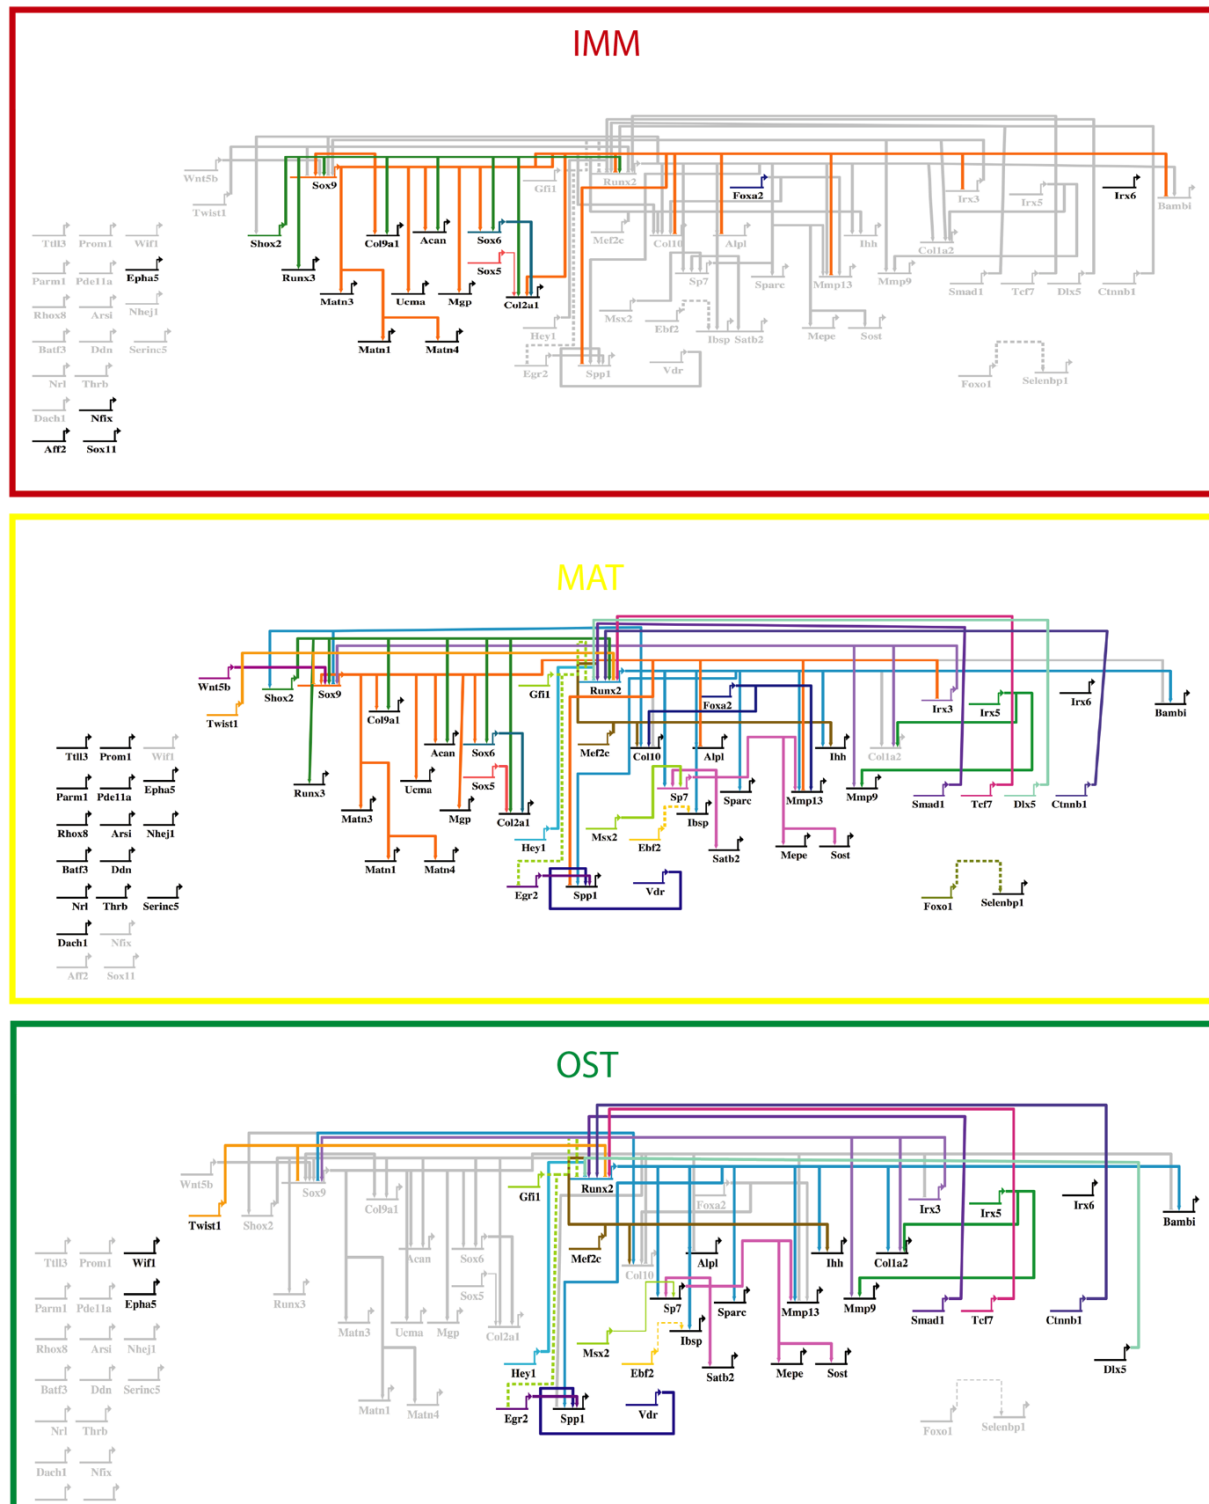 IMM
Wnt5b Sox9 Gfi1 Runx2 Foxa2 Irx3 Irx5 Irx6 Bambi
Twist1
Ttll3 Prom1 Wif1 Shox2 Col9a1 Acan Sox6 Mef2c Col10 Alpl Ihh Col1a2
Parm1 Pde11a Epha5 Runx3 Sox5 Sp7 Sparc Mmp13 Mmp9
Matn3 Ucma Mgp Col2a1 Smad1 Tcf7 Dlx5 Ctnnb1
Rhox8 Arsi Nhej1 Msx2 Ebf2
Batf3 Ddn Serinc5 Matn1 Matn4 Hey1 Ibsp Satb2 Mepe Sost
Nrl Thrb Egr2 Spp1 Vdr Foxo1 Selenbp1
Dach1 Nfix
Aff2 Sox11
MAT
Wnt5b Shox2 Sox9 Gfi1 Runx2 Foxa2 Irx3 Irx5 Irx6 Bambi
Twist1 Col9a1
Ttll3 Prom1 Wif1 Acan Sox6 Mef2c Col10 Alpl Ihh Col1a2
Parm1 Pde11a Epha5 Runx3 Ucma Sox5 Sp7 Sparc Mmp13 Mmp9 Smad1 Tcf7 Dlx5 Ctnnb1
Rhox8 Arsi Nhej1 Matn3 Mgp Col2a1 Msx2 Ibsp
Batf3 Ddn Matn1 Matn4 Hey1 Ebf2 Satb2 Mepe Sost
Nrl Thrb Serinc5 Egr2 Spp1 Vdr Foxo1 Selenbp1
Dach1 Nfix
Aff2 Sox11
OST
Wnt5b Sox9 Gfi1 Runx2 Foxa2 Irx3 Irx5 Irx6 Bambi
Twist1 Shox2 Col9a1
Ttll3 Prom1 Wif1 Acan Sox6 Mef2c Col10 Alpl Ihh Col1a2
Parm1 Pde11a Epha5 Runx3 Sox5 Sp7 Sparc Mmp13 Mmp9 Smad1 Tcf7 Ctnnb1
Rhox8 Arsi Nhej1 Matn3 Ucma Mgp Col2a1 Msx2 Ibsp
Batf3 Ddn Serinc5 Hey1 Ebf2 Satb2 Mepe Sost Dlx5
Nrl Thrb Matn1 Matn4 Egr2 Spp1 Vdr Foxo1 Selenbp1
Dach1 Nfix